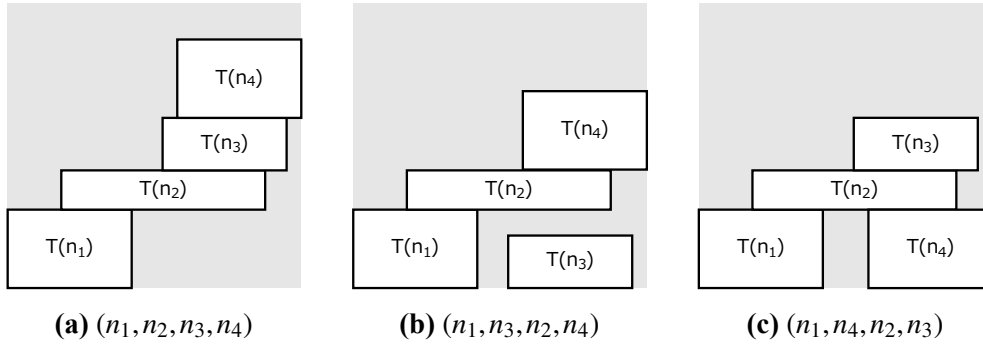 T(n₄)
T(n₃)
T(n₂)
T(n₁)
(a) (n₁, n₂, n₃, n₄)
T(n₄)
T(n₂)
T(n₁)
T(n₃)
(b) (n₁, n₃, n₂, n₄)
T(n₃)
T(n₂)
T(n₁) T(n₄)
(c) (n₁, n₄, n₂, n₃)